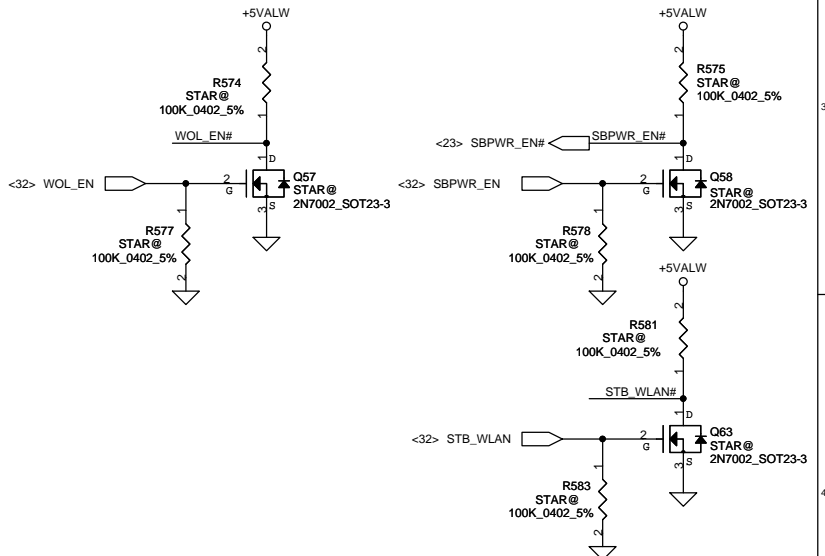 +5VALW
2
R574
STAR@
100K_0402_5%
1
WOL_EN#
1 D
<32> WOL_EN
2
G
Q57
STAR@
2N7002_SOT23-3
3 S
1
R577
STAR@
100K_0402_5%
2
+5VALW
2
R575
STAR@
100K_0402_5%
1
<23> SBPWR_EN#
SBPWR_EN#
1 D
<32> SBPWR_EN
2
G
Q58
STAR@
2N7002_SOT23-3
3 S
1
R578
STAR@
100K_0402_5%
2
+5VALW
2
R581
STAR@
100K_0402_5%
1
STB_WLAN#
1 D
<32> STB_WLAN
2
G
Q63
STAR@
2N7002_SOT23-3
3 S
1
R583
STAR@
100K_0402_5%
2
3
4